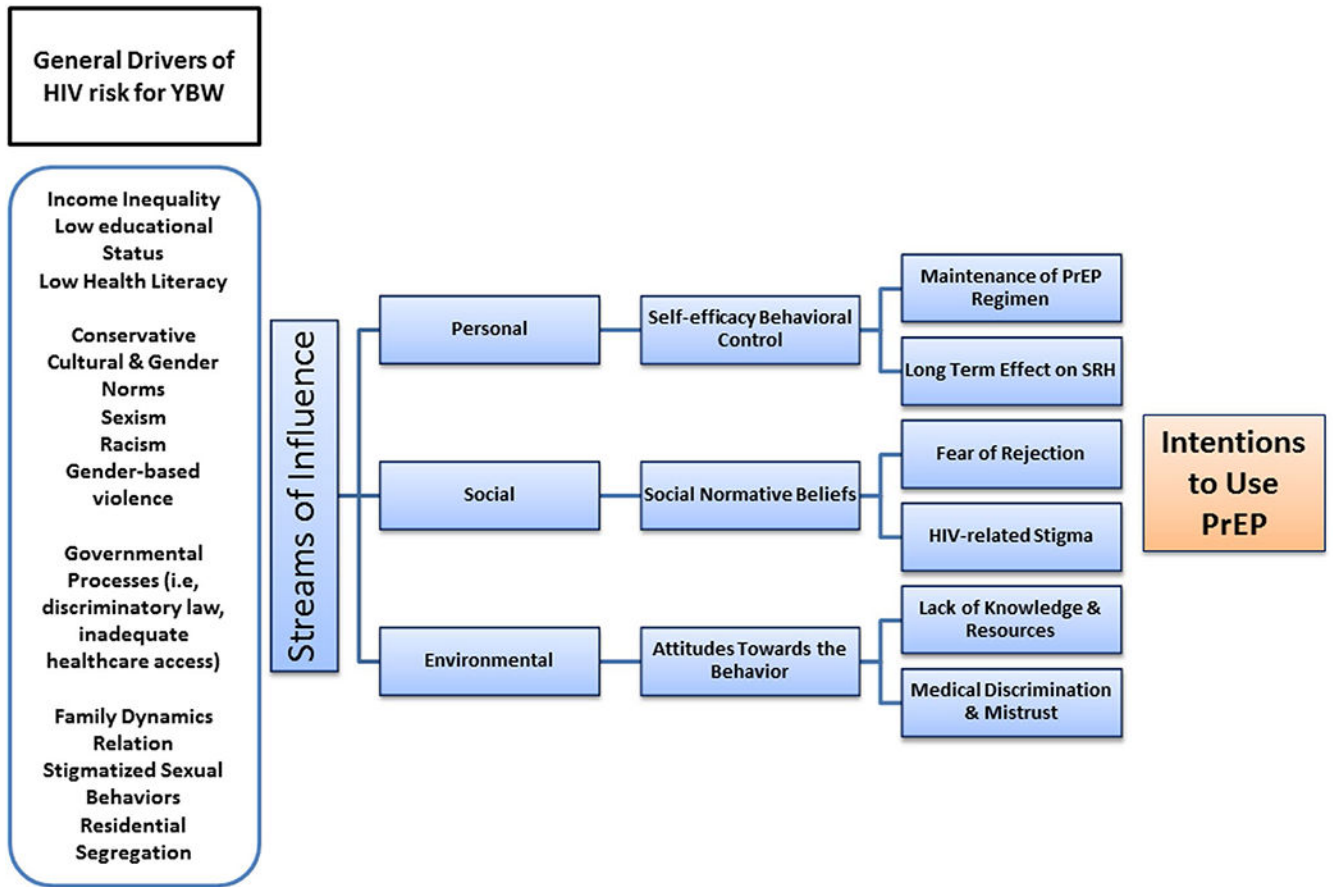 General Drivers of
HIV risk for YBW
Income Inequality
Low educational
Status
Low Health Literacy
Conservative
Cultural & Gender
Norms
Sexism
Racism
Gender-based
violence
Governmental
Processes (i.e,
discriminatory law,
inadequate
healthcare access)
Family Dynamics
Relation
Stigmatized Sexual
Behaviors
Residential
Segregation
Streams of Influence
Personal
Self-efficacy Behavioral
Control
Maintenance of PrEP
Regimen
Long Term Effect on SRH
Social
Social Normative Beliefs
Fear of Rejection
HIV-related Stigma
Environmental
Attitudes Towards the
Behavior
Lack of Knowledge &
Resources
Medical Discrimination
& Mistrust
Intentions
to Use
PrEP